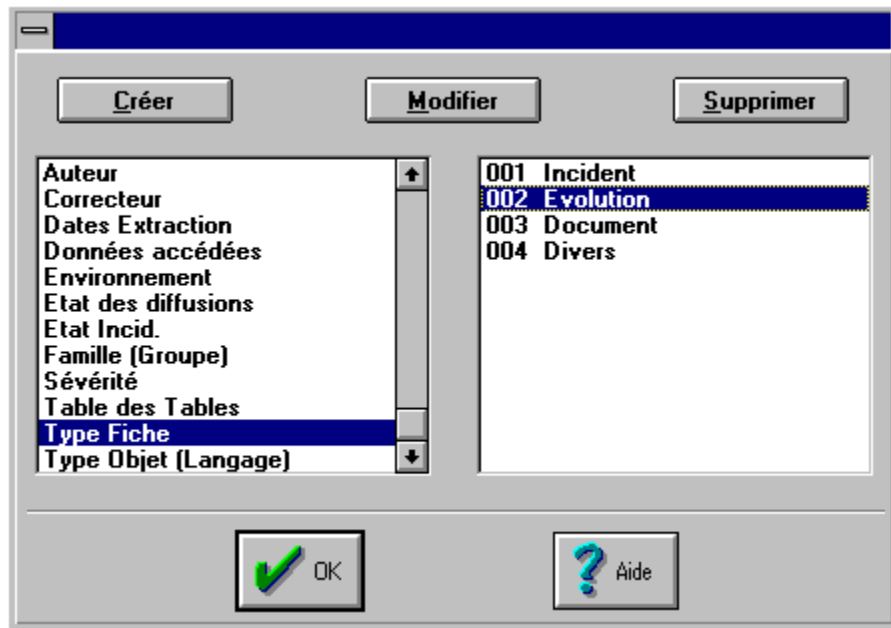 Créer
Modifier
Supprimer
Auteur
Correcteur
Dates Extraction
Données accédées
Environnement
Etat des diffusions
Etat Incid.
Famille (Groupe)
Sévérité
Table des Tables
Type Fiche
Type Objet (Langage)
001 Incident
002 Evolution
003 Document
004 Divers
OK
Aide